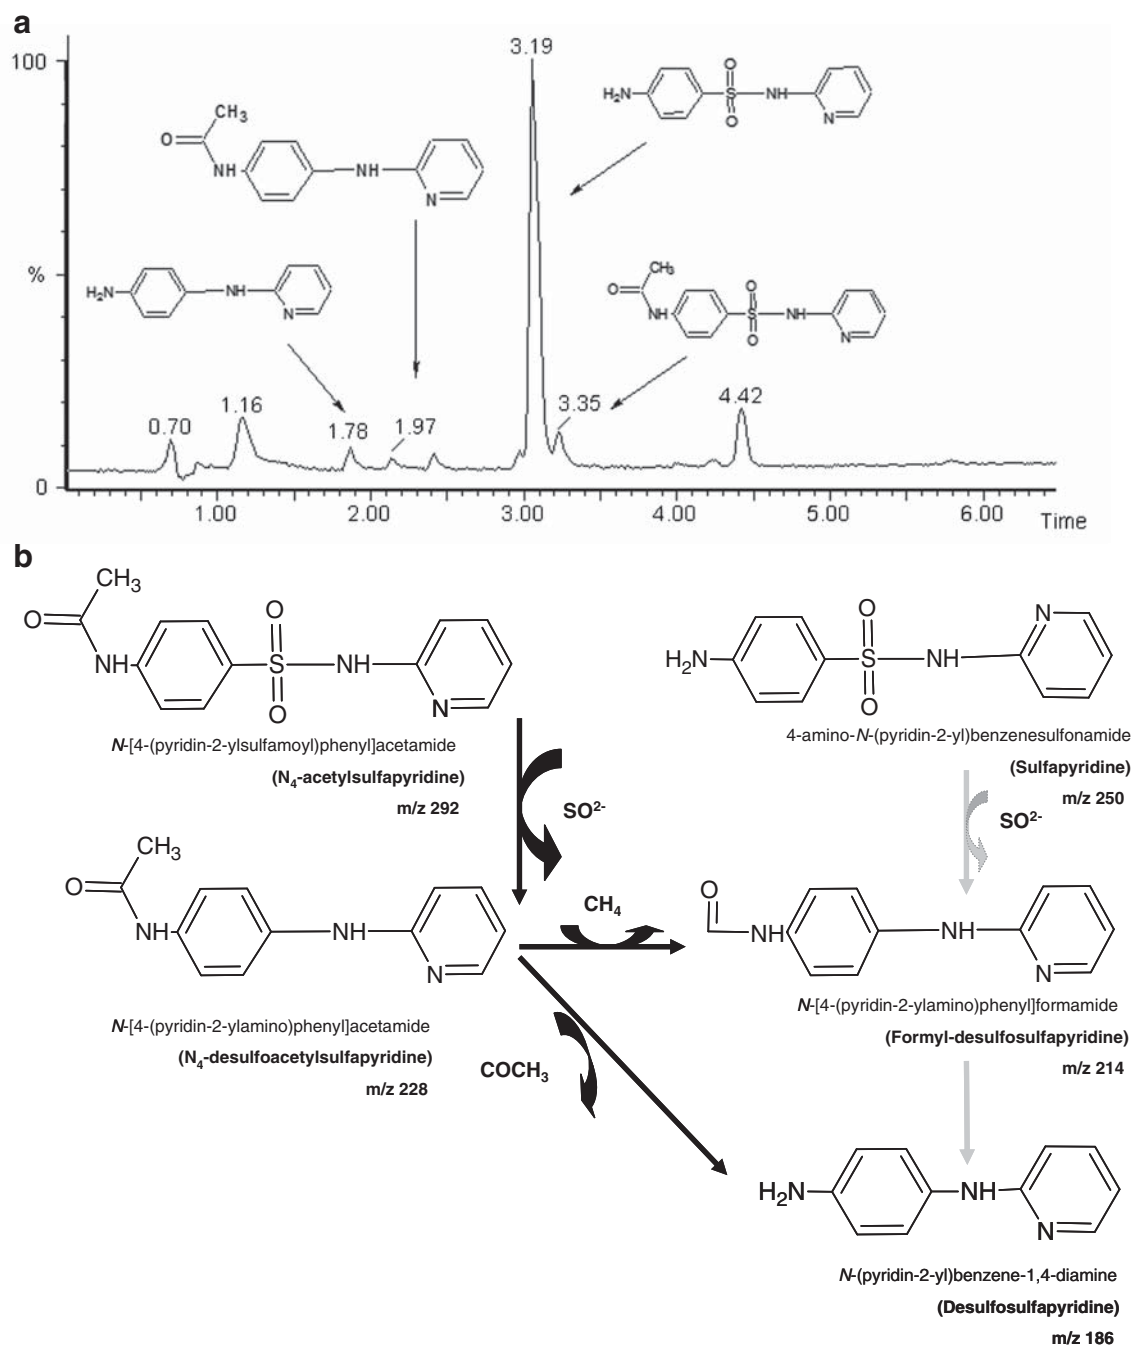 a
100
%
0
3.19
0.70
1.16
1.78
1.97
3.35
4.42
CH₃
O
NH
NH
N
H₂N
NH
N
H₂N
O
S
O
NH
N
CH₃
O
NH
O
S
O
NH
N
1.00
2.00
3.00
4.00
5.00
6.00
Time
b
CH₃
O
NH
O
S
O
NH
N
N-[4-(pyridin-2-ylsulfamoyl)phenyl]acetamide
(N₄-acetylsulfapyridine)
m/z 292
H₂N
O
S
O
NH
N
4-amino-N-(pyridin-2-yl)benzenesulfonamide
(Sulfapyridine)
m/z 250
SO²⁻
SO²⁻
CH₃
O
NH
NH
N
N-[4-(pyridin-2-ylamino)phenyl]acetamide
(N₄-desulfoacetylsulfapyridine)
m/z 228
CH₄
O
NH
NH
N
N-[4-(pyridin-2-ylamino)phenyl]formamide
(Formyl-desulfosulfapyridine)
m/z 214
COCH₃
H₂N
NH
N
N-(pyridin-2-yl)benzene-1,4-diamine
(Desulfosulfapyridine)
m/z 186